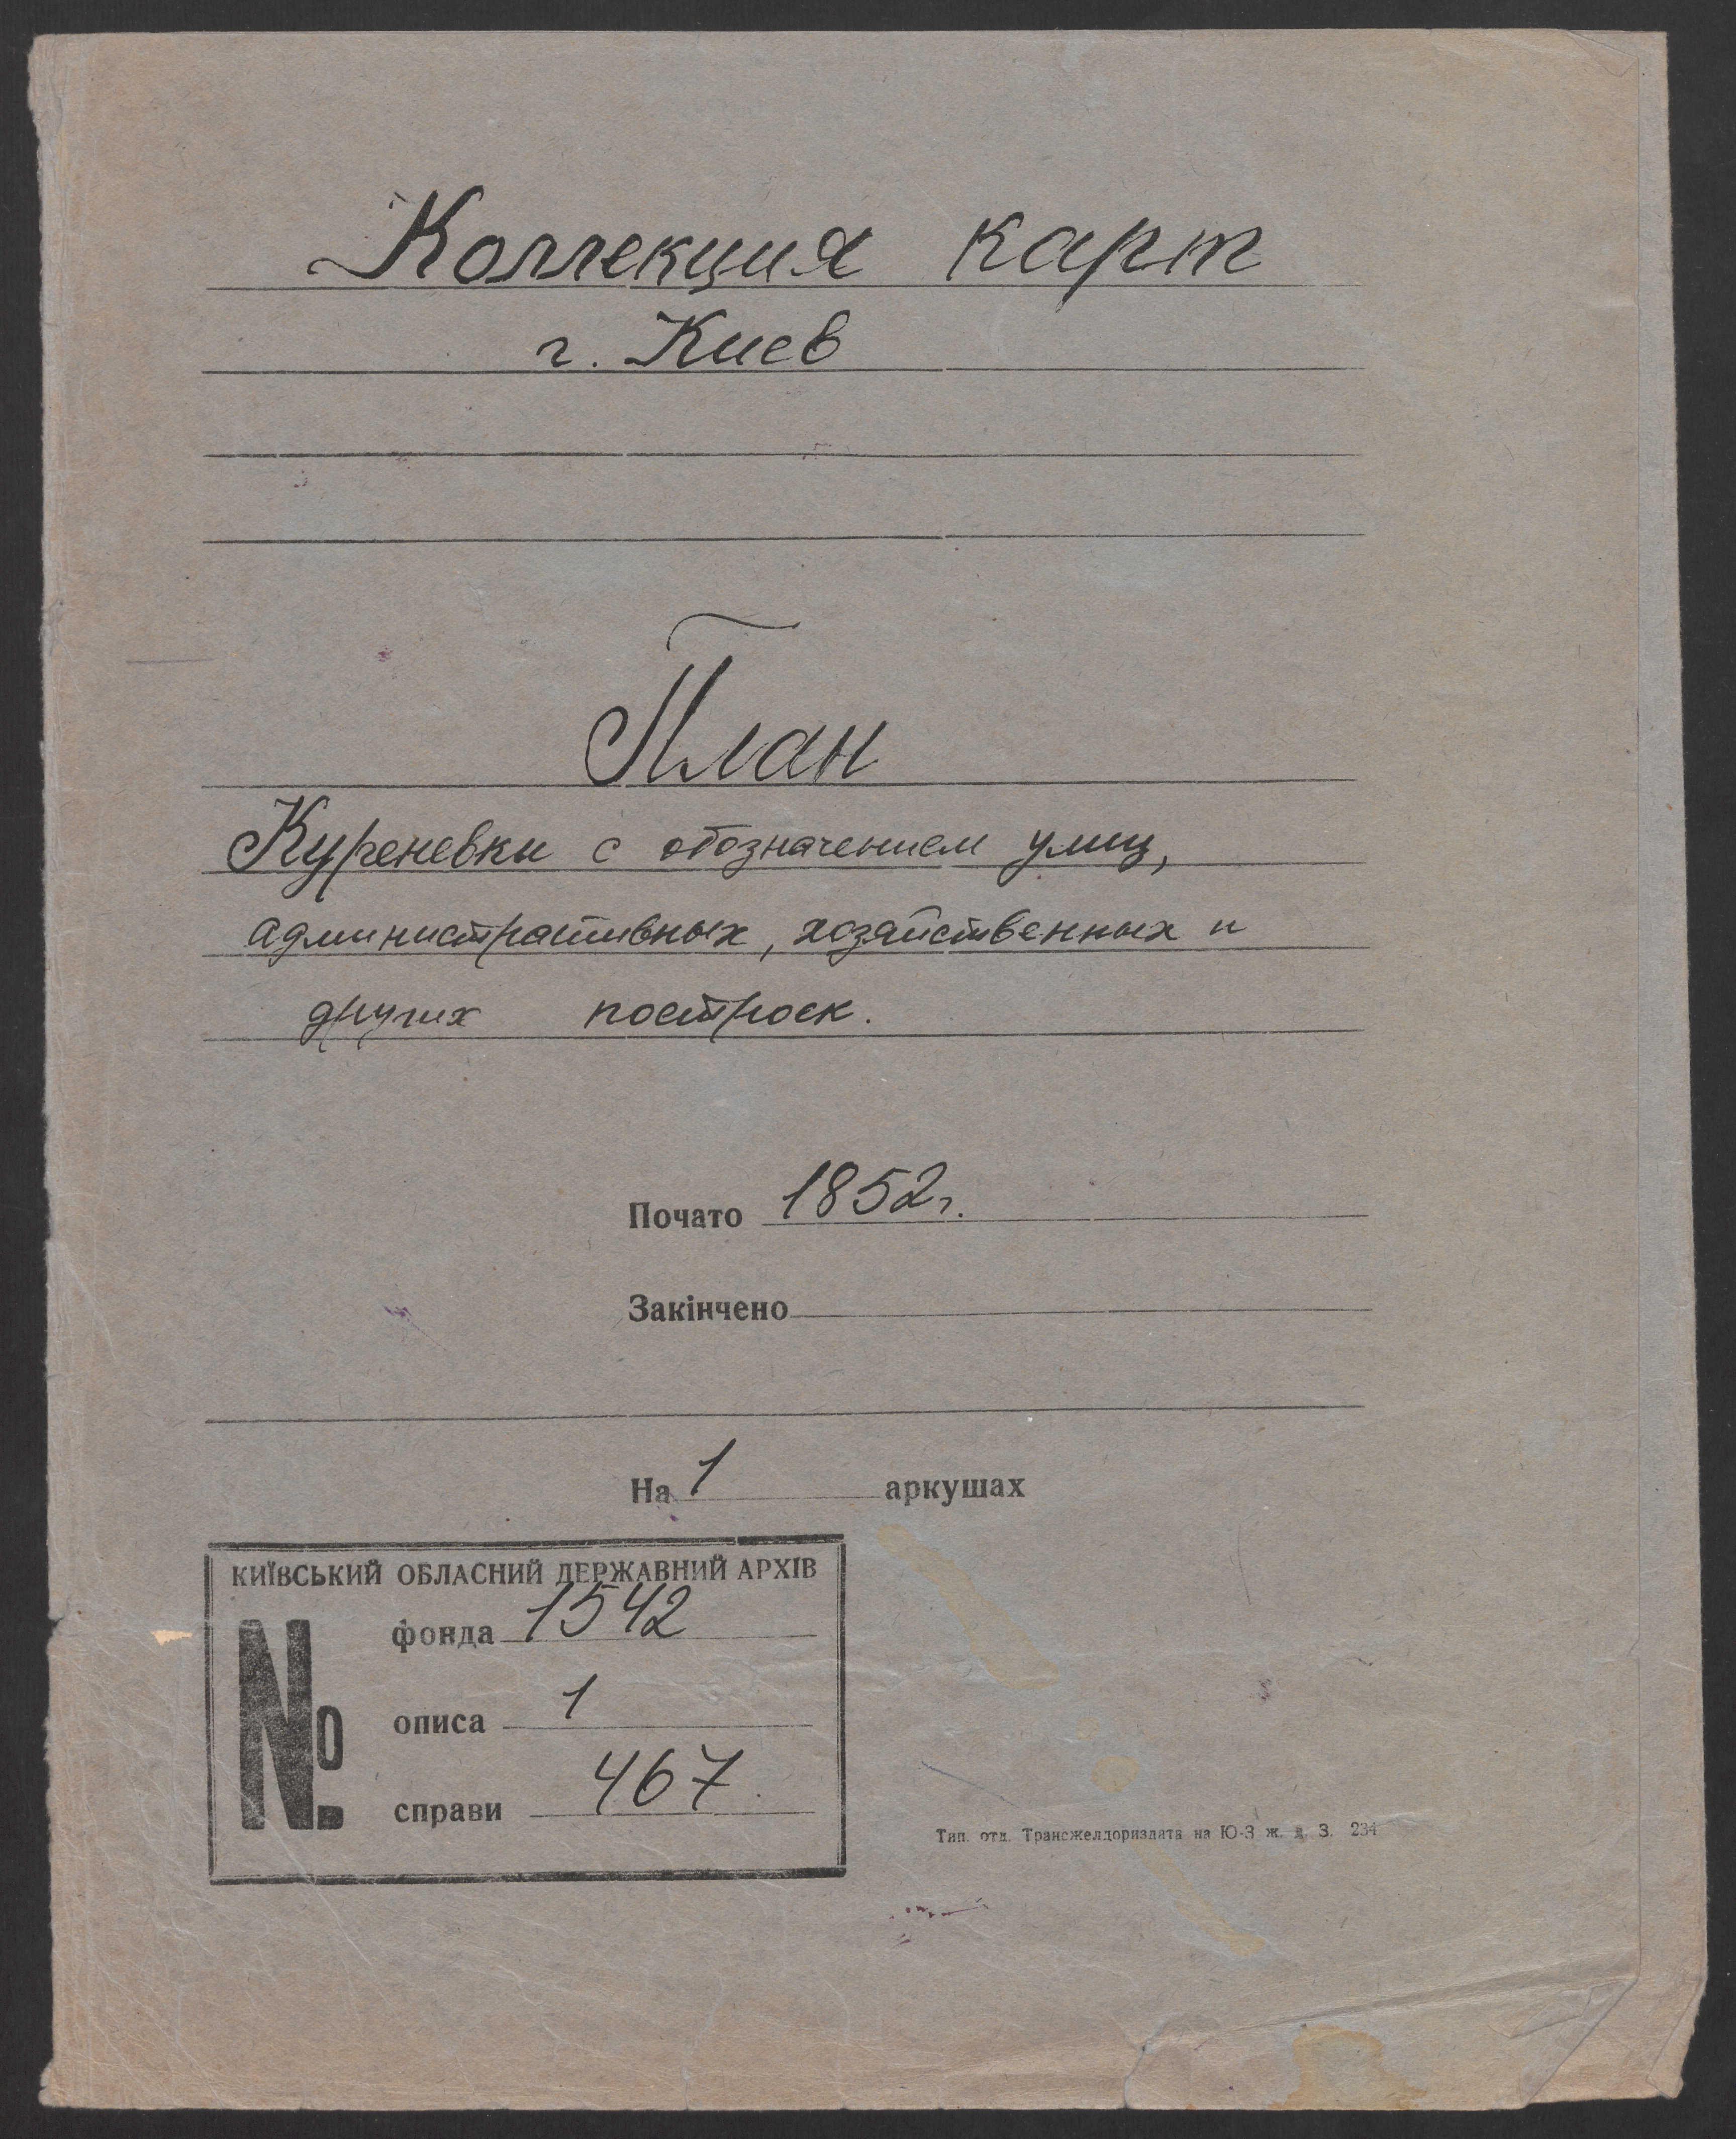 Коллекция карт
г. Киев
План
Куреневки с обозначением улиц,
административных, хозяйственных и
других построек.
Почато 1852г.
Закінчено
На 1 аркушах
КИЇВСЬКИЙ ОБЛАСНИЙ ДЕРЖАВНИЙ АРХІВ
№
фонда 1542
описа 1
справи 467.
Тип. отд. Трансжелдориздата на Ю-З ж. д. З. 234